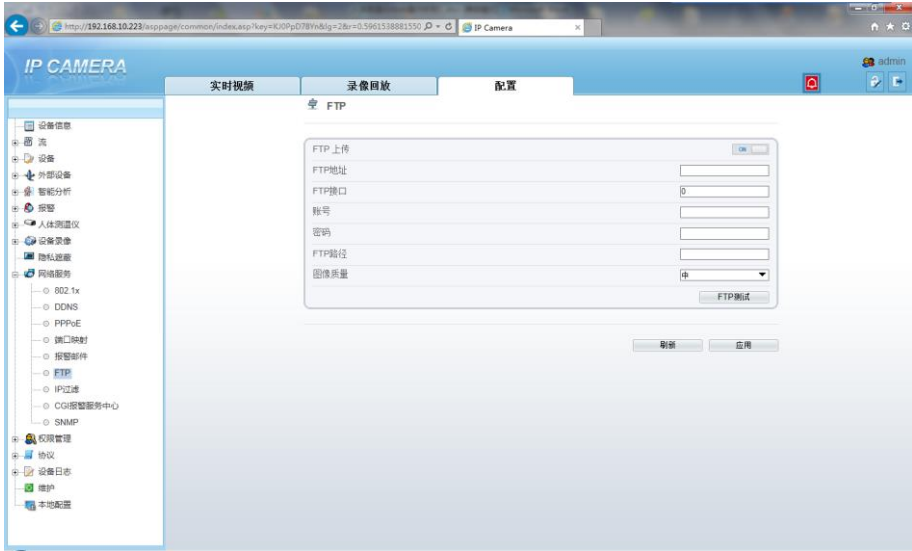 http://192.168.10.223/asppage/common/index.asp?key=KJ0PpD78Yn&lg=2&r=0.5961538881550
IP Camera
IP CAMERA
admin
实时视频
录像回放
配置
FTP
设备信息
流
设备
外部设备
智能分析
报警
人体测温仪
设备录像
隐私遮蔽
网络服务
802.1x
DDNS
PPPoE
端口映射
报警邮件
FTP
IP过滤
CGI报警服务中心
SNMP
权限管理
协议
设备日志
维护
本地配置
FTP 上传
ON
FTP地址
FTP接口
0
账号
密码
FTP路径
图像质量
中
FTP测试
刷新
应用